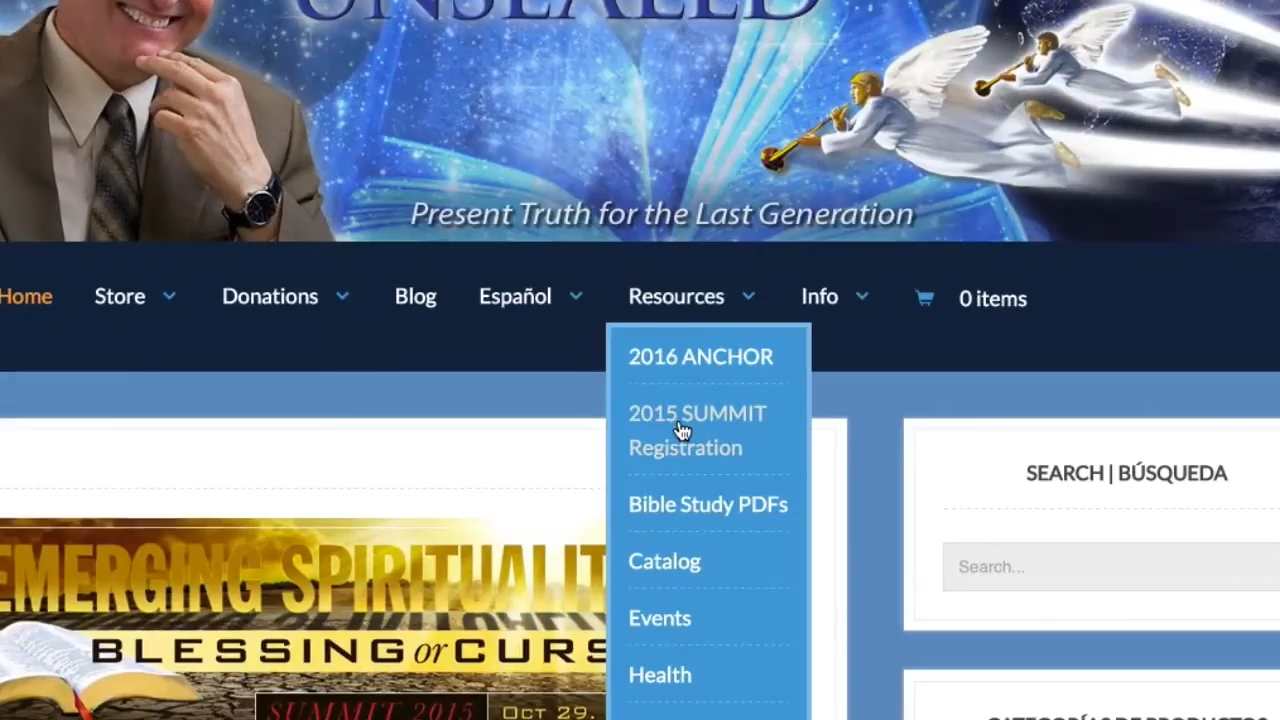 UNSEALED
Present Truth for the Last Generation
Home Store Donations Blog Español Resources Info 0 items
2016 ANCHOR
2015 SUMMIT
Registration
Bible Study PDFs
Catalog
Events
Health
SEARCH | BÚSQUEDA
Search...
EMERGING SPIRITUALIT
BLESSING or CURS
SUMMIT 2015 Oct 29.
CATEGORÍAS DE PRODUCTOS